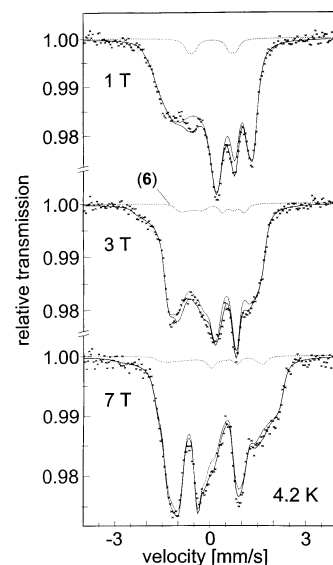 1.00
0.99
1 T
0.98
(6)
1.00
0.99
3 T
0.98
1.00
7 T
0.99
0.98
4.2 K
-3 0 3
velocity [mm/s]
relative transmission